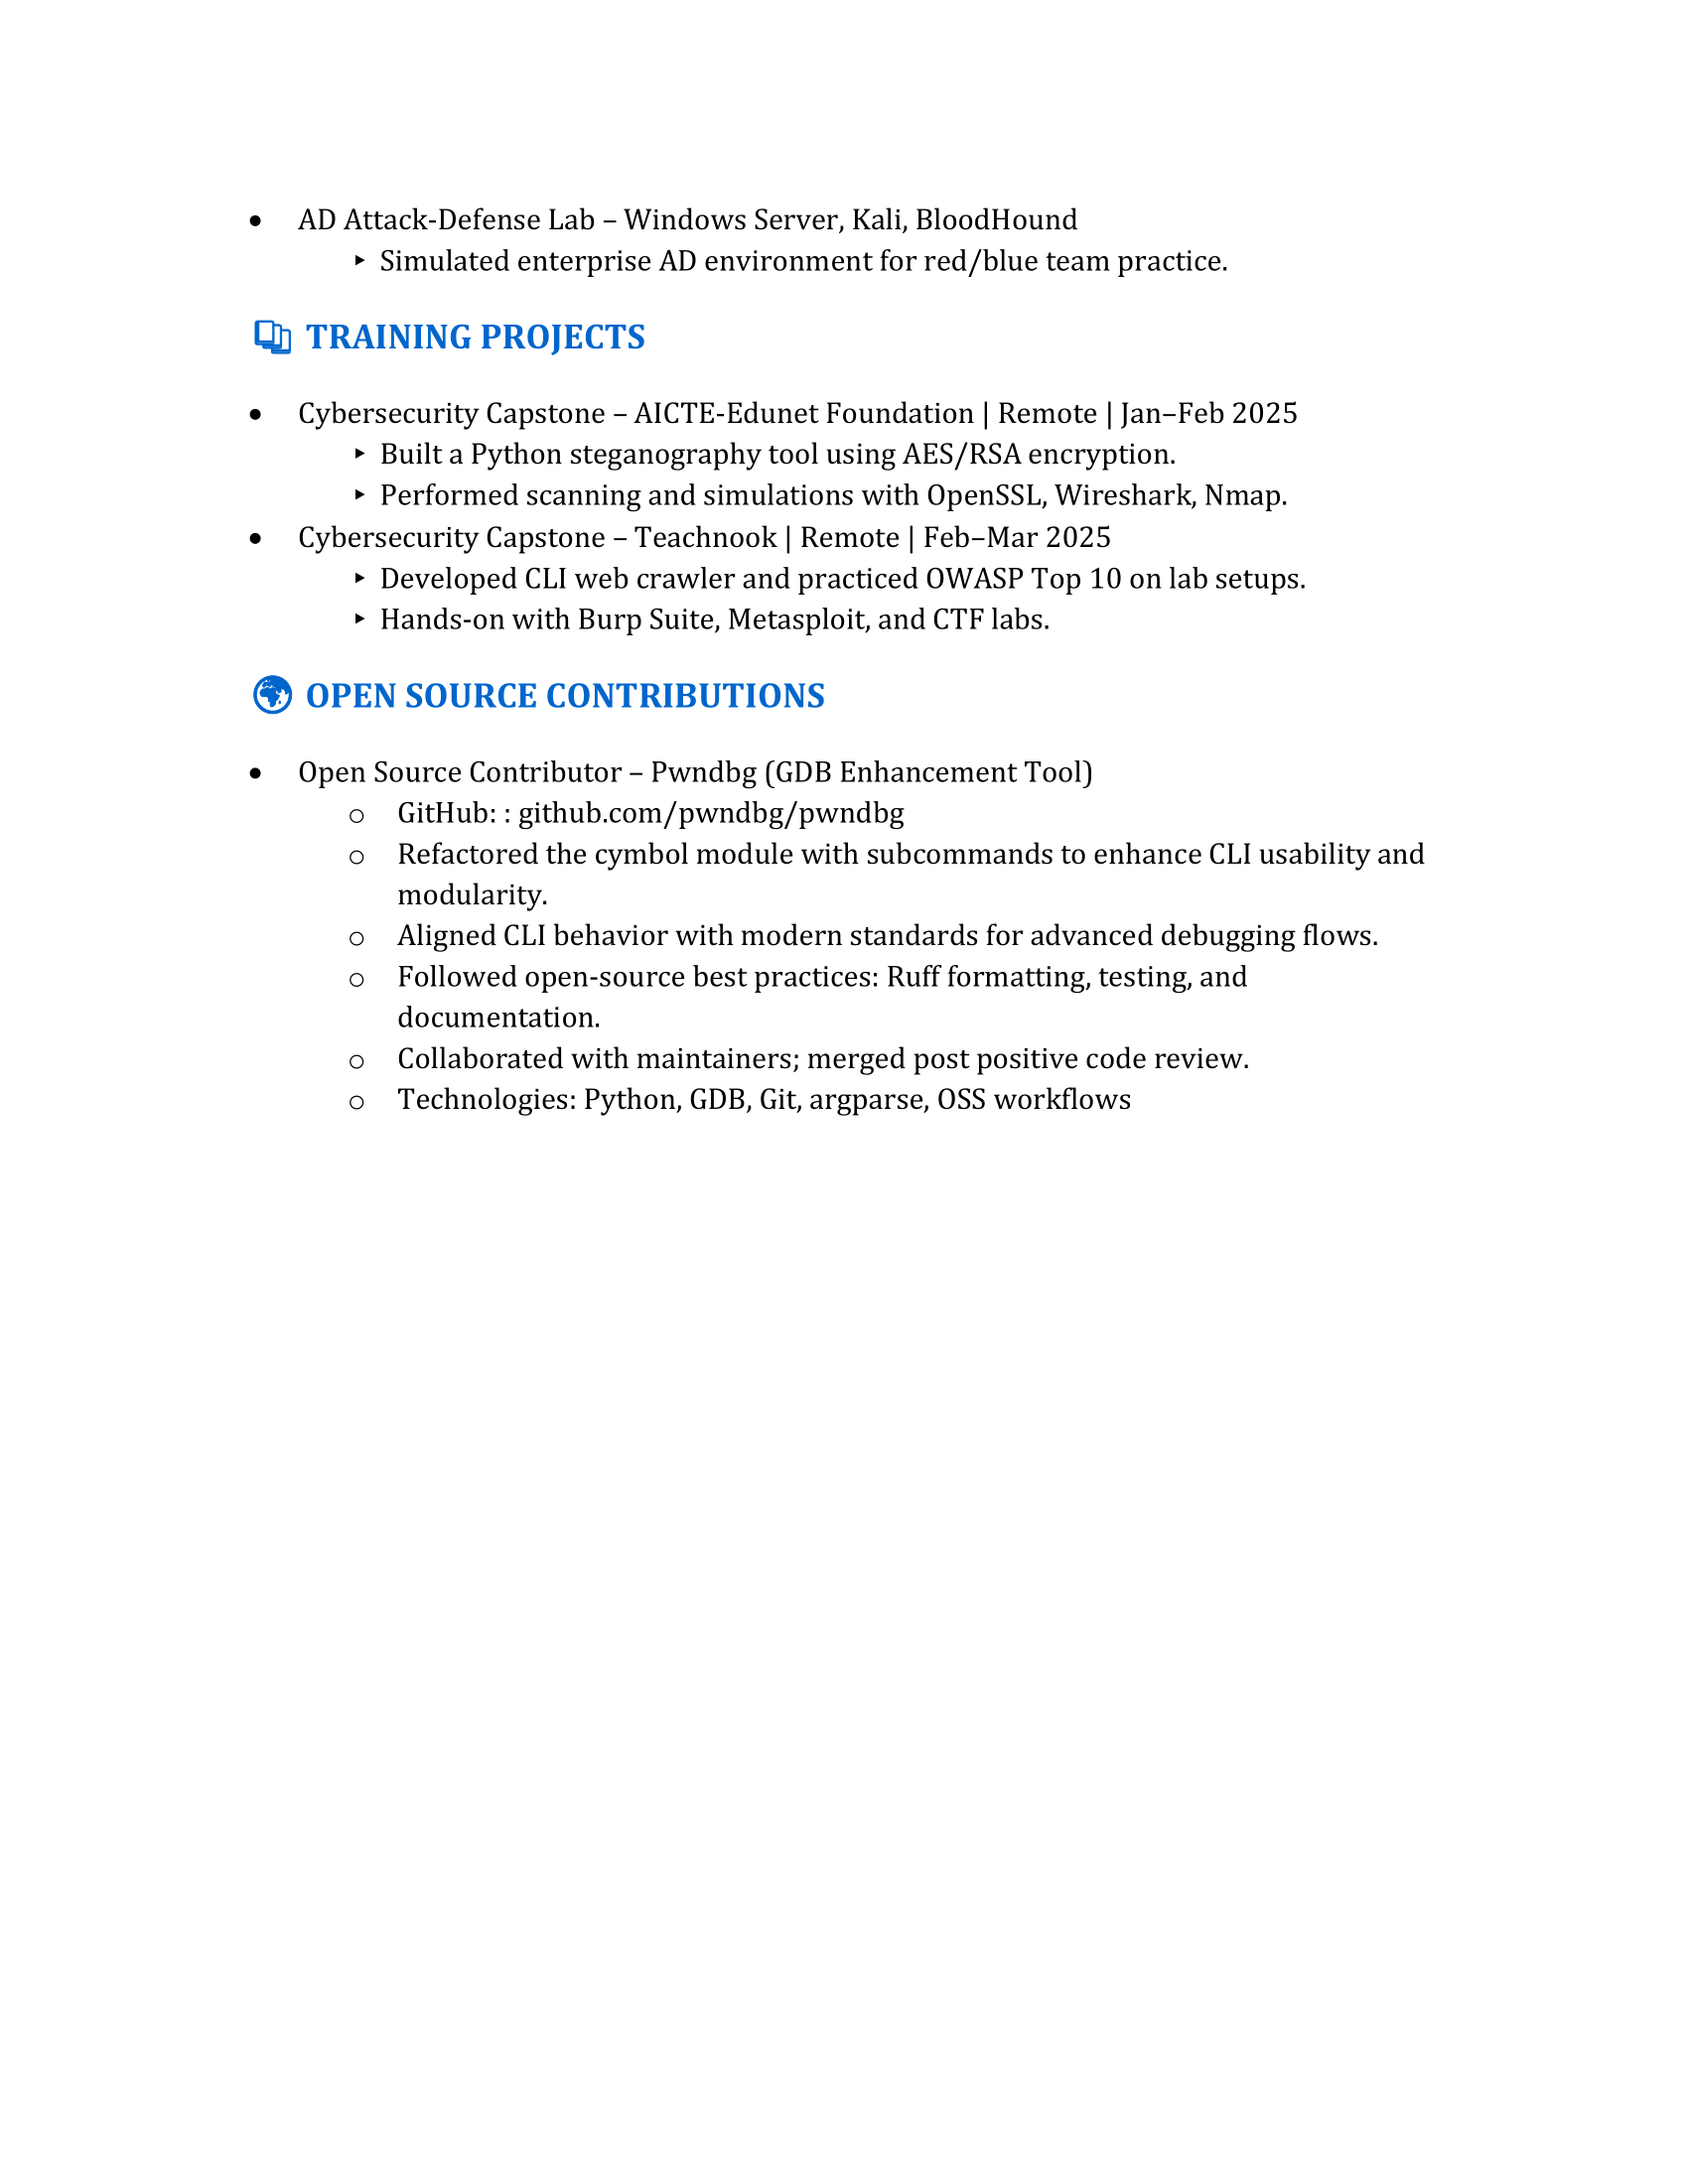 • AD Attack-Defense Lab – Windows Server, Kali, BloodHound
‣ Simulated enterprise AD environment for red/blue team practice.
TRAINING PROJECTS
• Cybersecurity Capstone – AICTE-Edunet Foundation | Remote | Jan–Feb 2025
‣ Built a Python steganography tool using AES/RSA encryption.
‣ Performed scanning and simulations with OpenSSL, Wireshark, Nmap.
• Cybersecurity Capstone – Teachnook | Remote | Feb–Mar 2025
‣ Developed CLI web crawler and practiced OWASP Top 10 on lab setups.
‣ Hands-on with Burp Suite, Metasploit, and CTF labs.
OPEN SOURCE CONTRIBUTIONS
• Open Source Contributor – Pwndbg (GDB Enhancement Tool)
o GitHub: : github.com/pwndbg/pwndbg
o Refactored the cymbol module with subcommands to enhance CLI usability and
modularity.
o Aligned CLI behavior with modern standards for advanced debugging flows.
o Followed open-source best practices: Ruff formatting, testing, and
documentation.
o Collaborated with maintainers; merged post positive code review.
o Technologies: Python, GDB, Git, argparse, OSS workflows